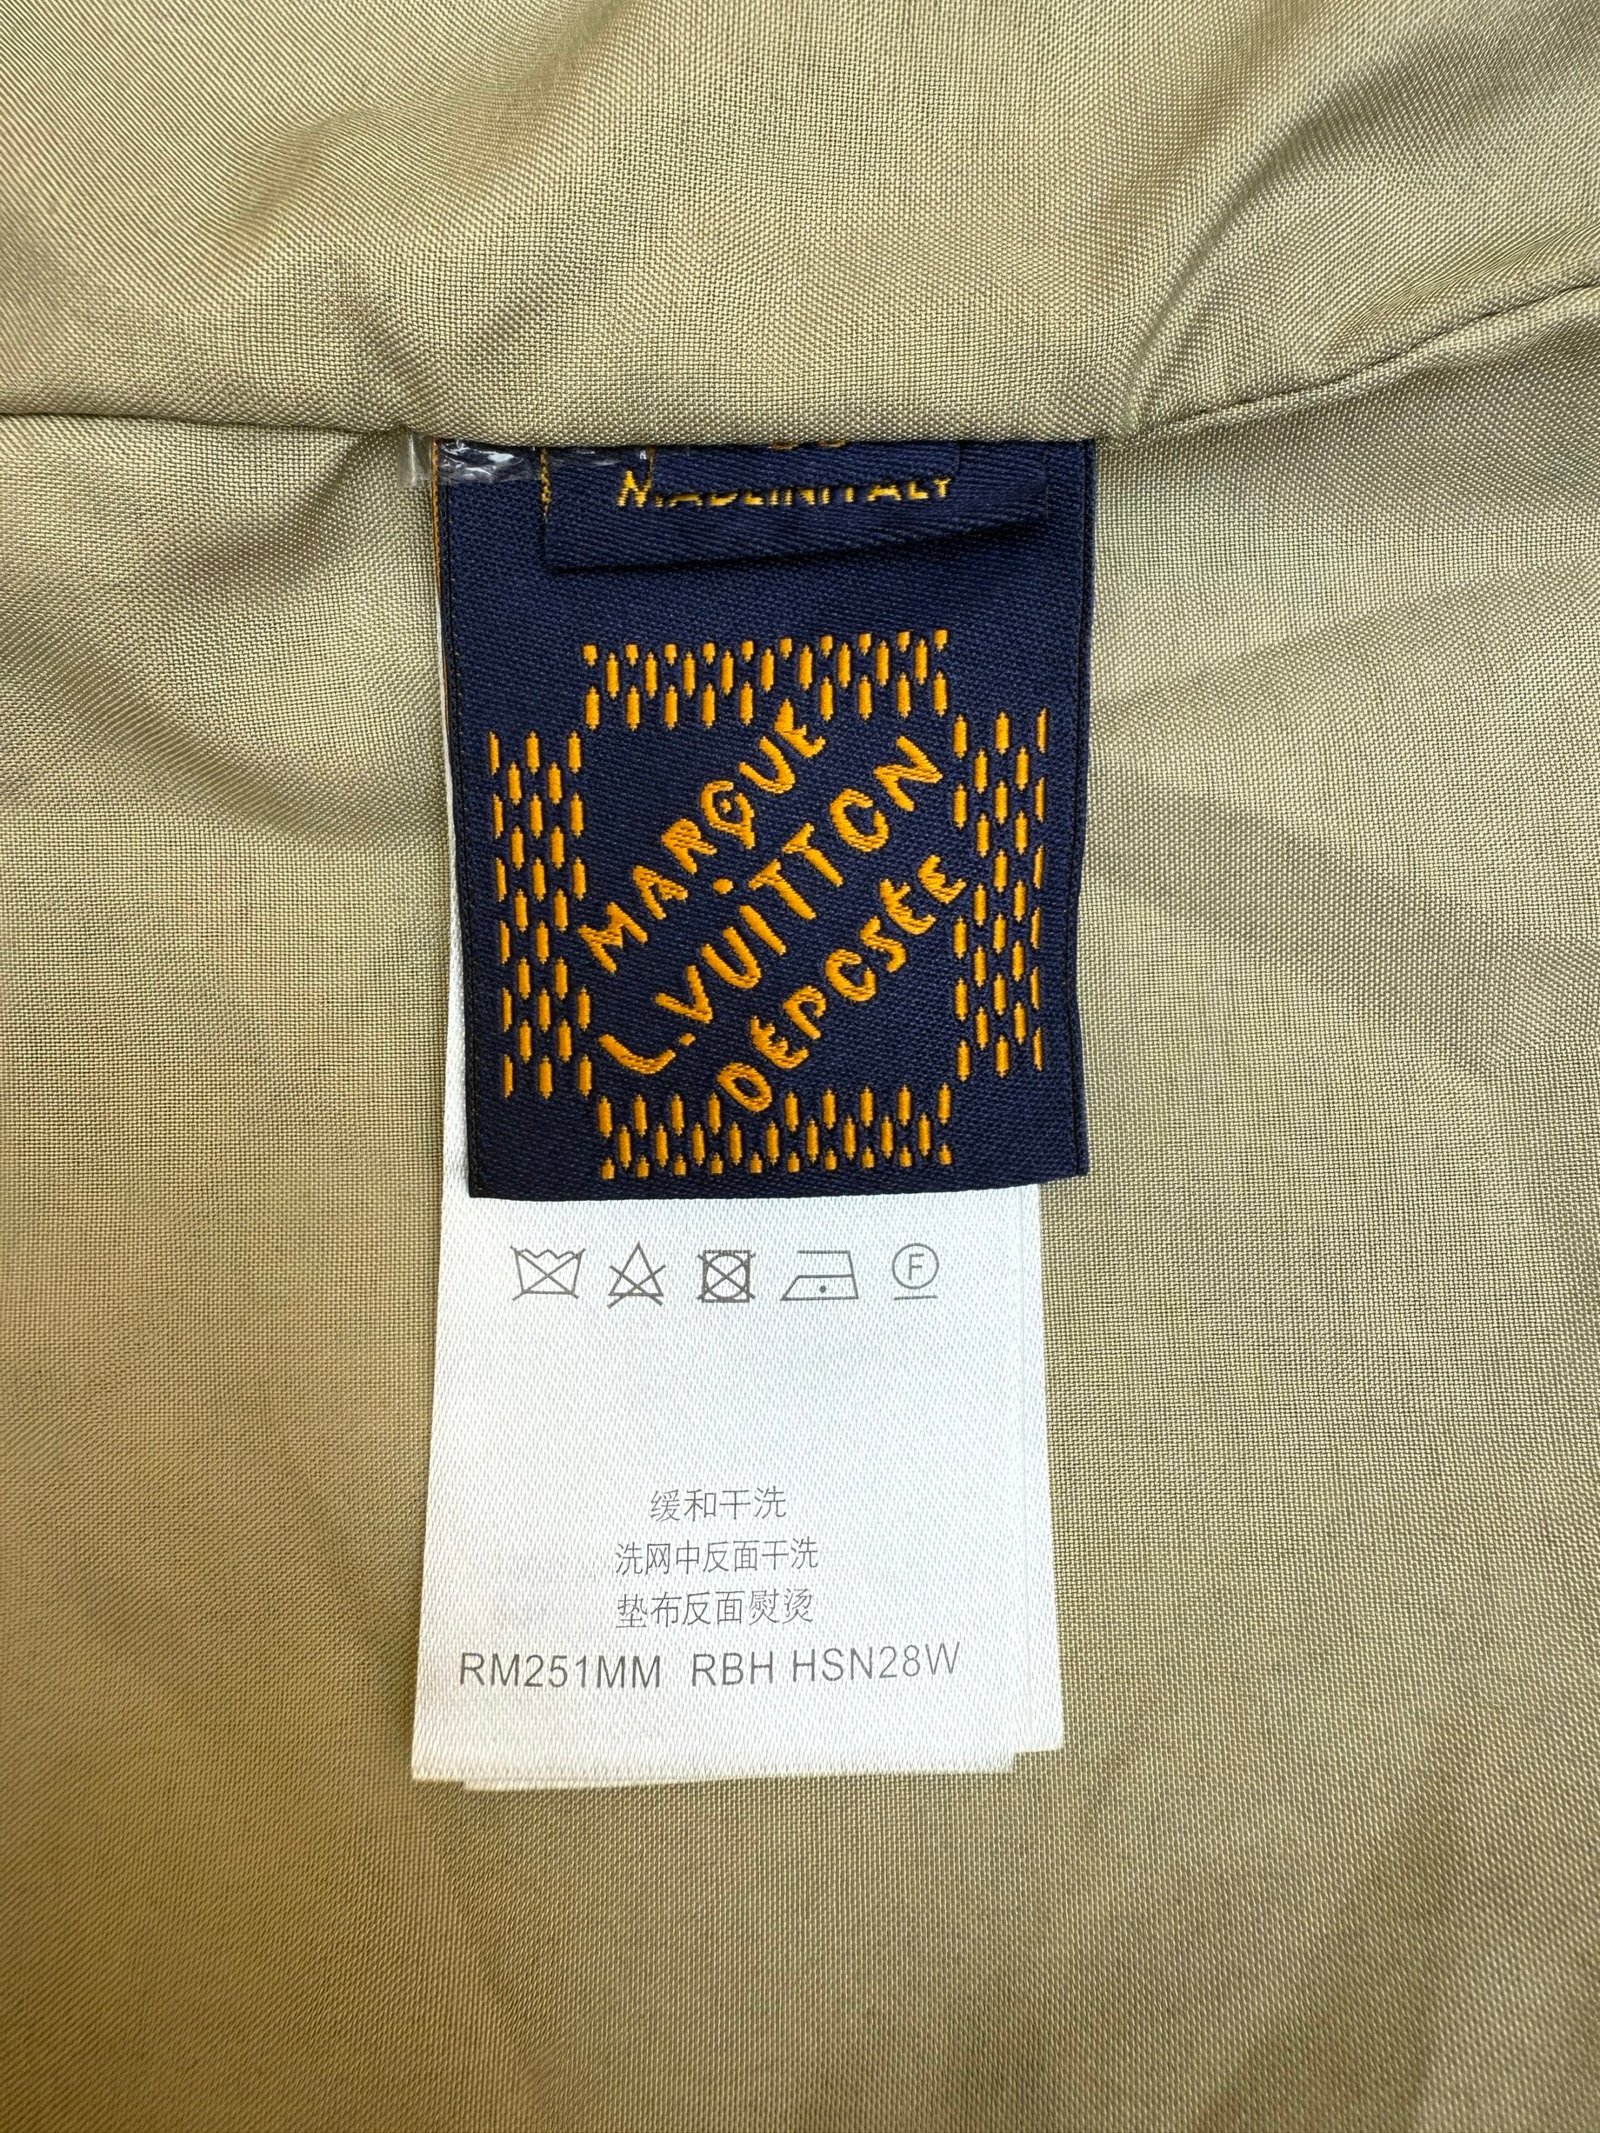 MADE IN ITALY
MARQUE
L.VUITTON
DEPOSÉE
F
缓和干洗
洗网中反面干洗
垫布反面熨烫
RM251MM RBH HSN28W